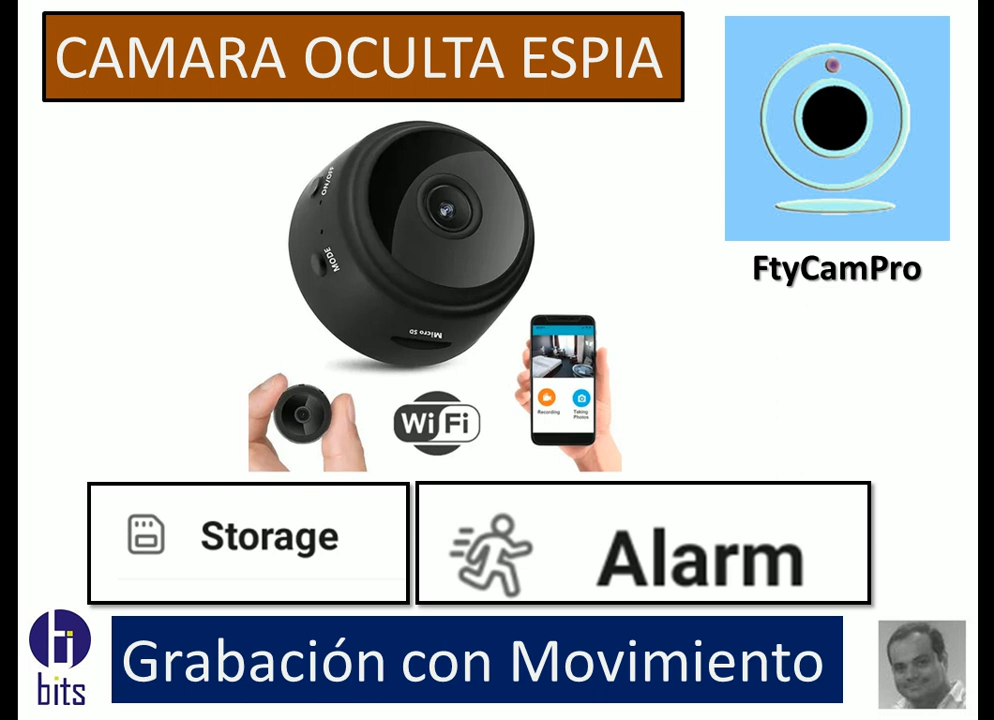 CAMARA OCULTA ESPIA
FtyCamPro
ON/OFF
MODE
Micro SD
WiFi
Recording
Taking
Photos
Storage
Alarm
bits
Grabación con Movimiento